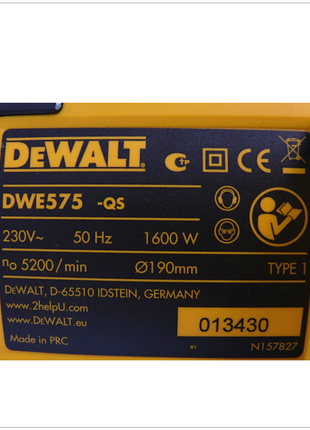 DEWALT
DWE575 -QS
230V~ 50 Hz 1600 W
n₀ 5200/min Ø190mm TYPE 1
DEWALT, D-65510 IDSTEIN, GERMANY
www.2helpU.com
www.DEWALT.eu
013430
Made in PRC
BY
N157827